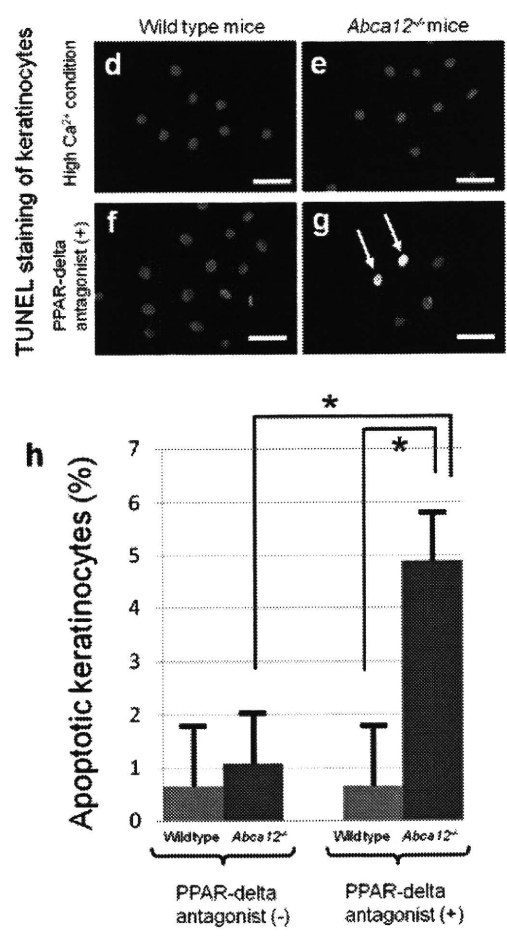 Wild type mice
Abca12-/- mice
TUNEL staining of keratinocytes
High Ca2+ condition
PPAR-delta
antagonist (+)
d
e
f
g
h
Apoptotic keratinocytes (%)
7
6
5
4
3
2
1
0
*
*
Wildtype
Abca12-/-
Wildtype
Abca12-/-
PPAR-delta
antagonist (-)
PPAR-delta
antagonist (+)